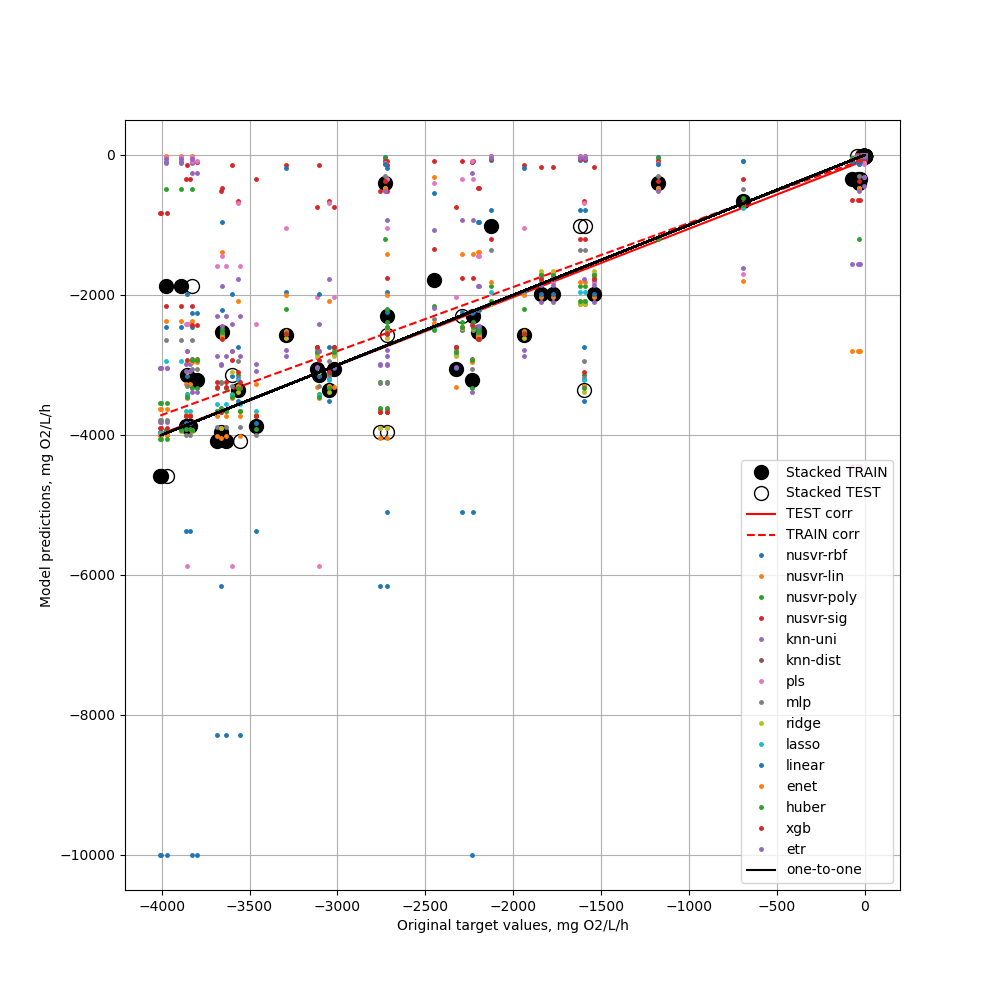 0
−2000
−4000
−6000
−8000
−10000
Model predictions, mg O2/L/h
−4000 −3500 −3000 −2500 −2000 −1500 −1000 −500 0
Original target values, mg O2/L/h
Stacked TRAIN
Stacked TEST
TEST corr
TRAIN corr
nusvr-rbf
nusvr-lin
nusvr-poly
nusvr-sig
knn-uni
knn-dist
pls
mlp
ridge
lasso
linear
enet
huber
xgb
etr
one-to-one